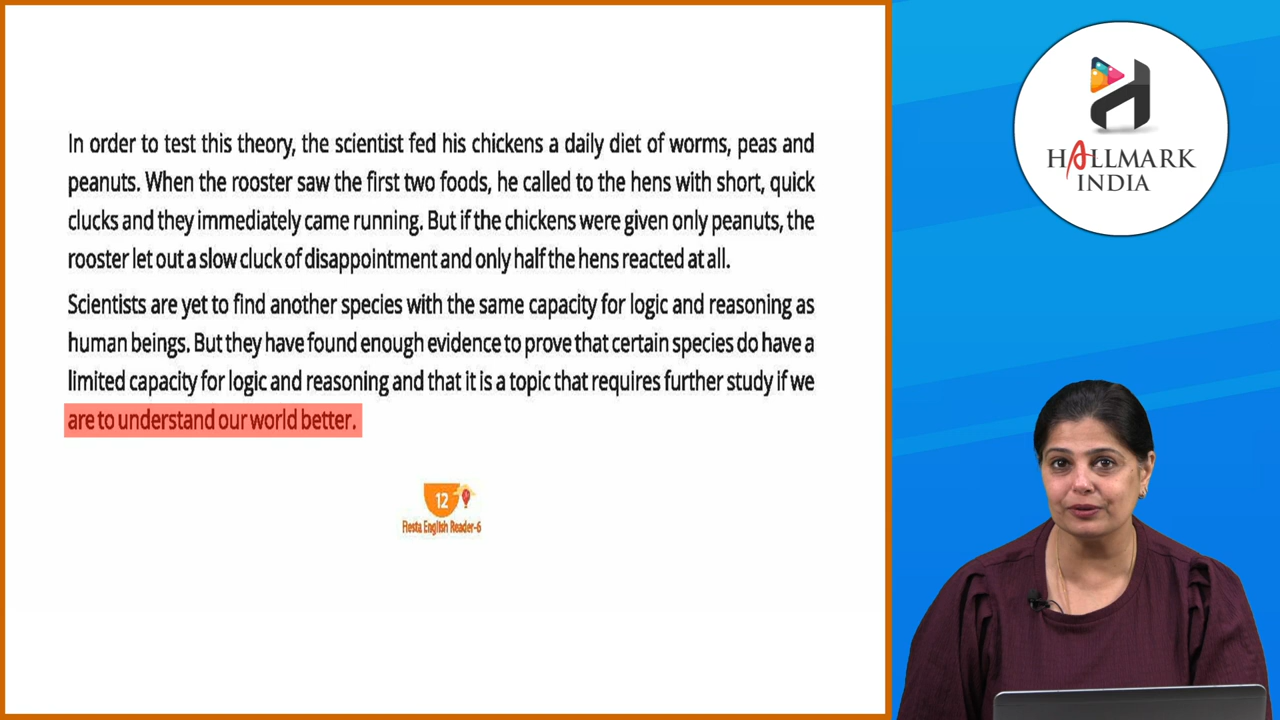 In order to test this theory, the scientist fed his chickens a daily diet of worms, peas and
peanuts. When the rooster saw the first two foods, he called to the hens with short, quick
clucks and they immediately came running. But if the chickens were given only peanuts, the
rooster let out a slow cluck of disappointment and only half the hens reacted at all.
Scientists are yet to find another species with the same capacity for logic and reasoning as
human beings. But they have found enough evidence to prove that certain species do have a
limited capacity for logic and reasoning and that it is a topic that requires further study if we
are to understand our world better.
12
Fiesta English Reader-6
HALLMARK
INDIA